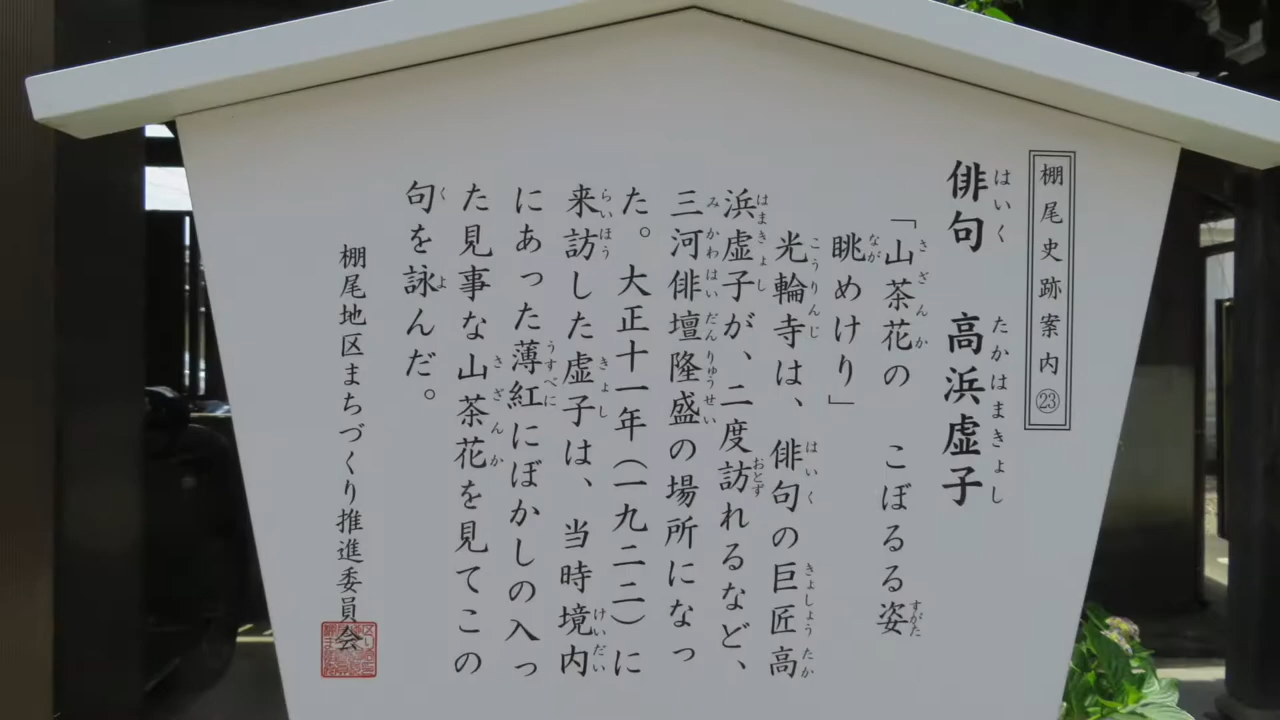 棚尾史跡案内㉓
俳句　高浜虚子
「山茶花の　こぼるる姿
眺めけり」
光輪寺は、俳句の巨匠高
浜虚子が、二度訪れるなど、
三河俳壇隆盛の場所になっ
た。大正十一年（一九二二）に
来訪した虚子は、当時境内
にあった薄紅にぼかしの入っ
た見事な山茶花を見てこの
句を詠んだ。
棚尾地区まちづくり推進委員会